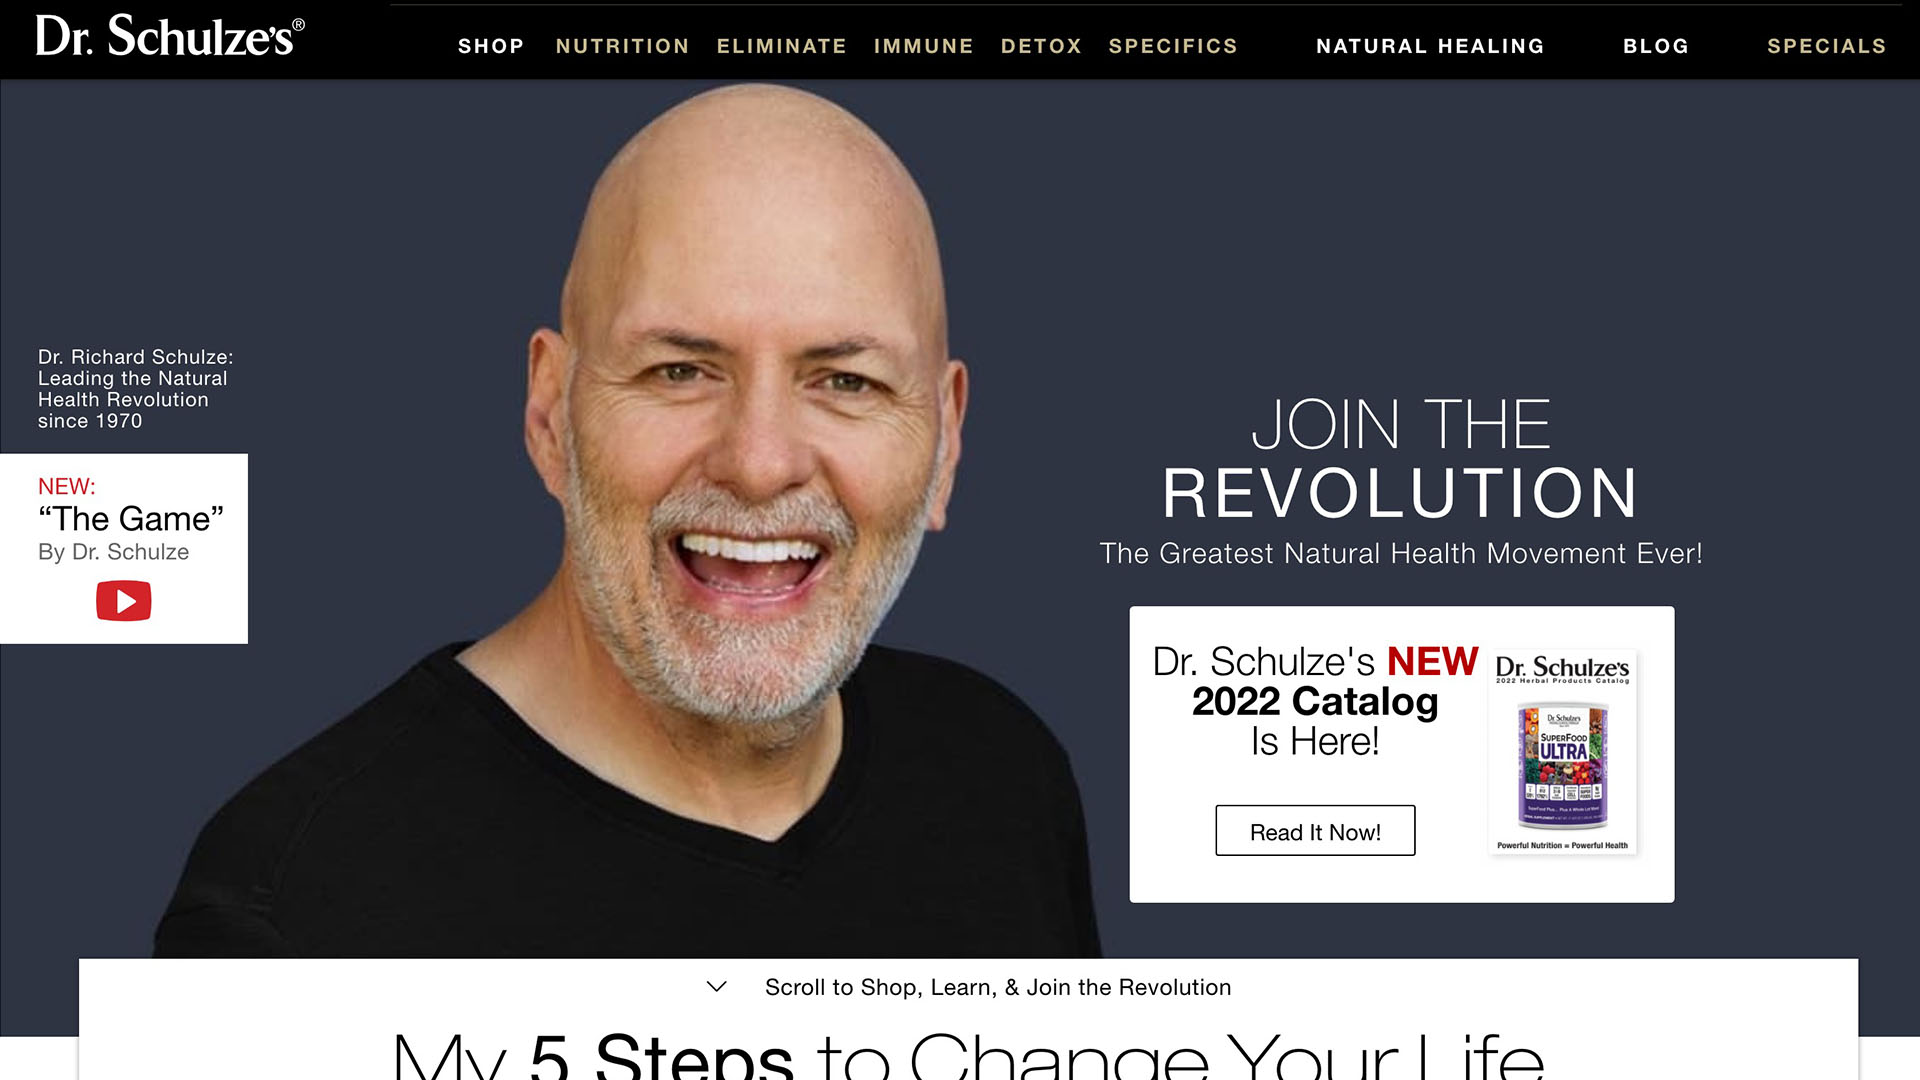 Dr. Schulze's®
SHOP NUTRITION ELIMINATE IMMUNE DETOX SPECIFICS NATURAL HEALING BLOG SPECIALS
Dr. Richard Schulze:
Leading the Natural
Health Revolution
since 1970
NEW:
“The Game”
By Dr. Schulze
JOIN THE
REVOLUTION
The Greatest Natural Health Movement Ever!
Dr. Schulze's NEW
2022 Catalog
Is Here!
Read It Now!
Dr. Schulze's
2022 Herbal Products Catalog
Dr. Schulze's
SUPERFOOD
ULTRA
Powerful Nutrition = Powerful Health
Scroll to Shop, Learn, & Join the Revolution
My 5 Steps to Change Your Life